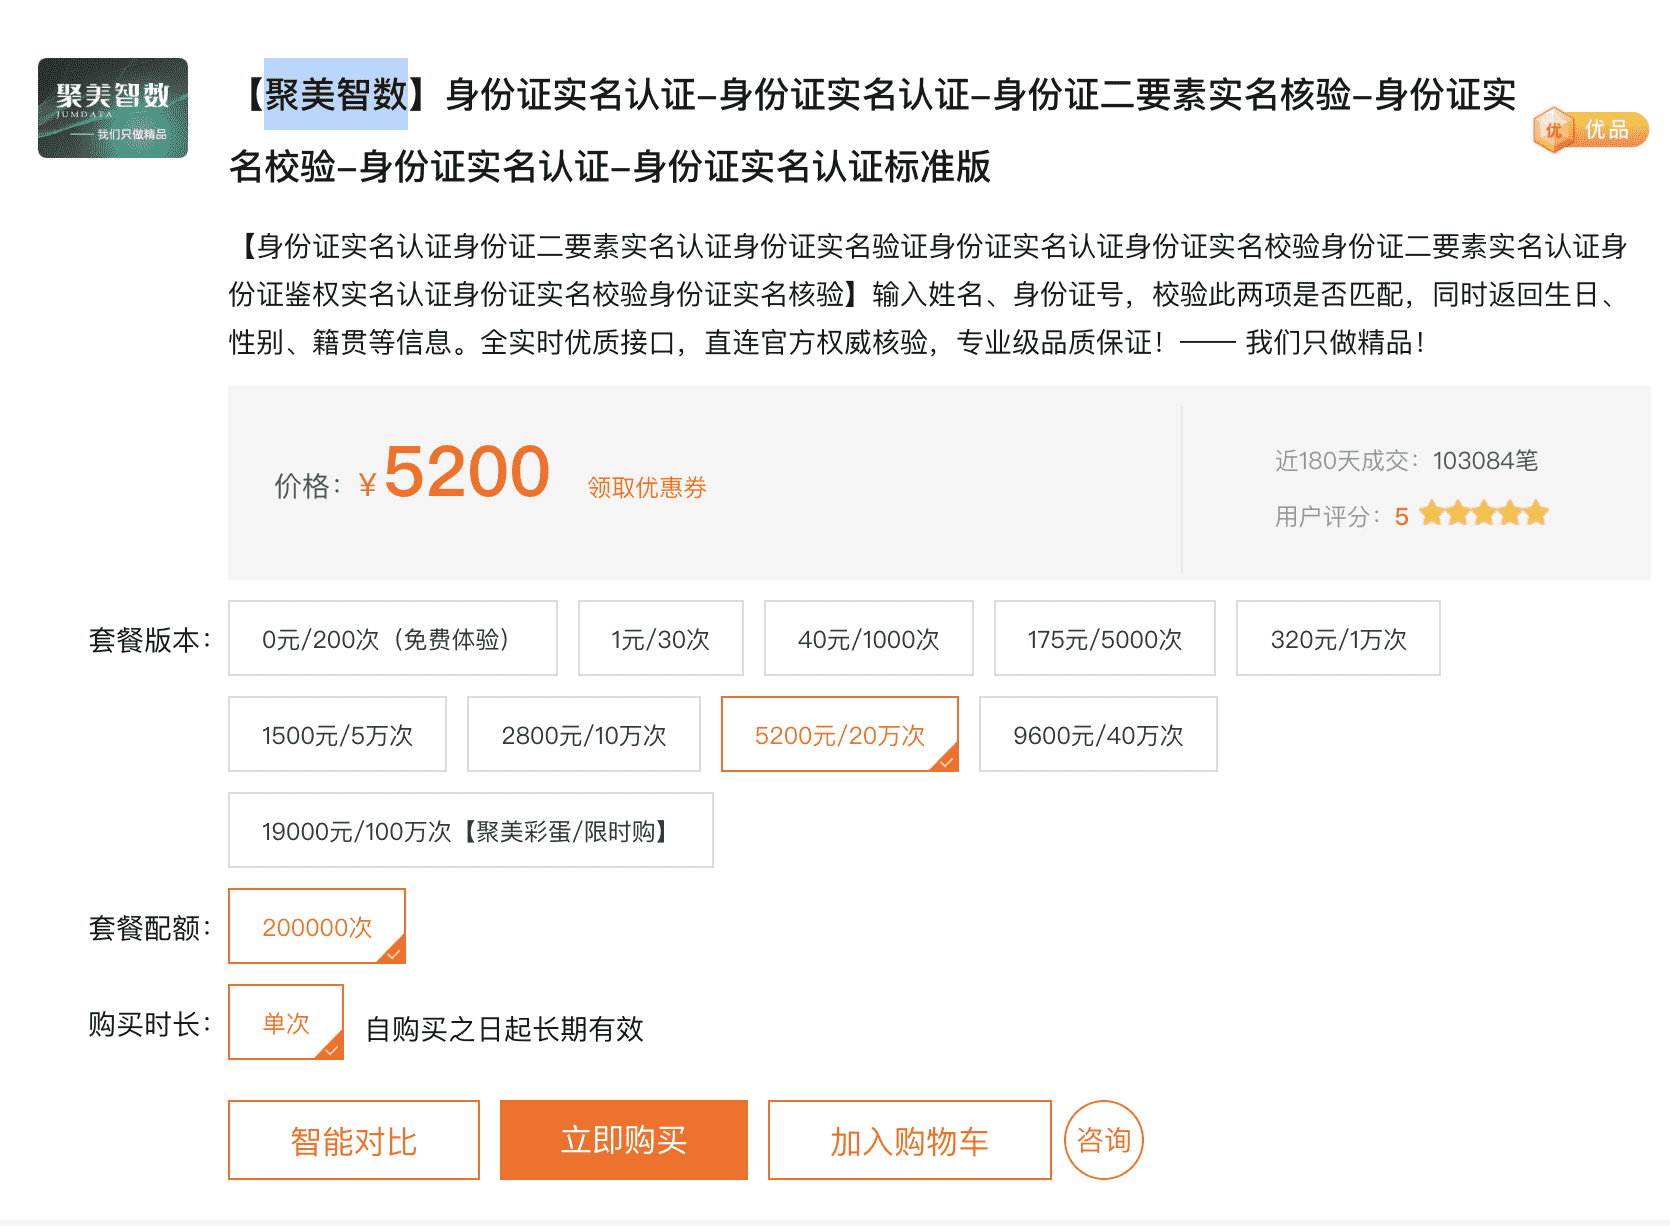 聚美智数
JUMDATA
—— 我们只做精品
【聚美智数】身份证实名认证-身份证实名认证-身份证二要素实名核验-身份证实
名校验-身份证实名认证-身份证实名认证标准版
优 优品
【身份证实名认证身份证二要素实名认证身份证实名验证身份证实名认证身份证实名校验身份证二要素实名认证身
份证鉴权实名认证身份证实名校验身份证实名核验】输入姓名、身份证号，校验此两项是否匹配，同时返回生日、
性别、籍贯等信息。全实时优质接口，直连官方权威核验，专业级品质保证！—— 我们只做精品！
价格：¥5200 领取优惠券
近180天成交：103084笔
用户评分：5
套餐版本：
0元/200次（免费体验） 1元/30次 40元/1000次 175元/5000次 320元/1万次
1500元/5万次 2800元/10万次 5200元/20万次 9600元/40万次
19000元/100万次【聚美彩蛋/限时购】
套餐配额： 200000次
购买时长： 单次 自购买之日起长期有效
智能对比 立即购买 加入购物车 咨询